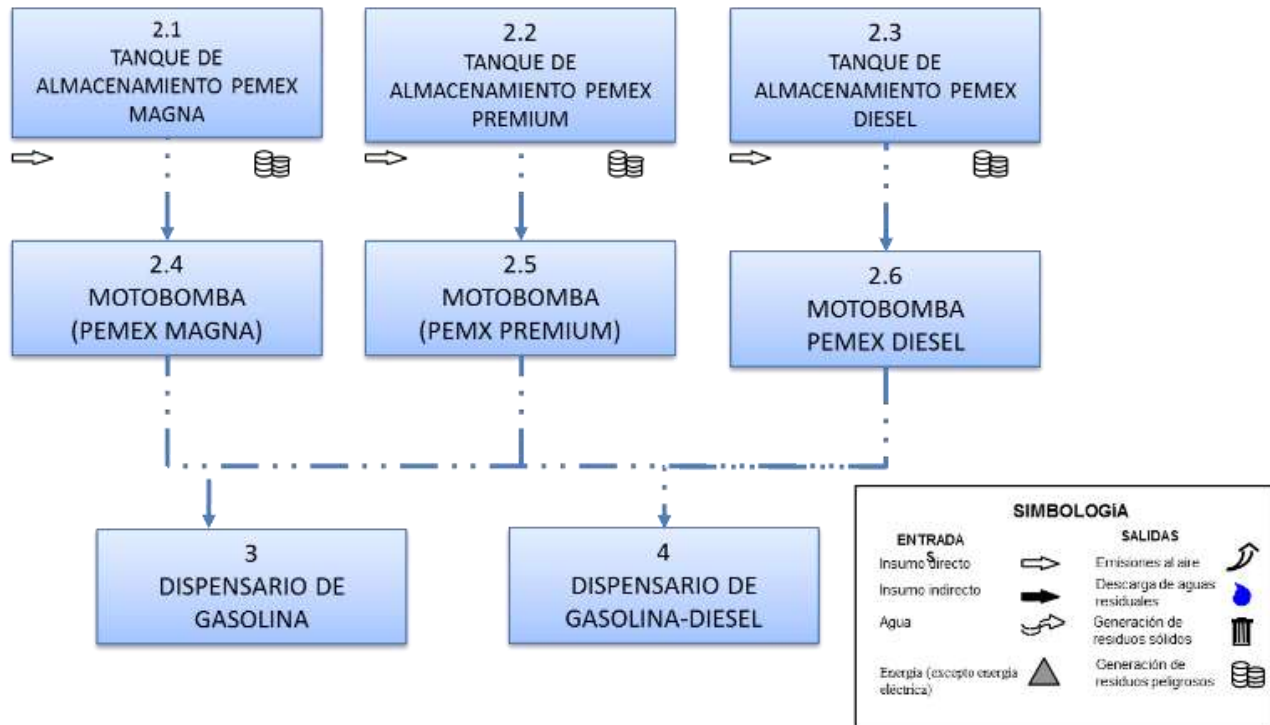 2.1
TANQUE DE
ALMACENAMIENTO PEMEX
MAGNA
2.2
TANQUE DE
ALMACENAMIENTO PEMEX
PREMIUM
2.3
TANQUE DE
ALMACENAMIENTO PEMEX
DIESEL
2.4
MOTOBOMBA
(PEMEX MAGNA)
2.5
MOTOBOMBA
(PEMX PREMIUM)
2.6
MOTOBOMBA
PEMEX DIESEL
3
DISPENSARIO DE
GASOLINA
4
DISPENSARIO DE
GASOLINA-DIESEL
SIMBOLOGíA
ENTRADA
S
Insumo directo
Insumo indirecto
Agua
Energía (excepto energía
eléctrica)
SALIDAS
Emisiones al aire
Descarga de aguas
residuales
Generación de
residuos sólidos
Generación de
residuos peligrosos